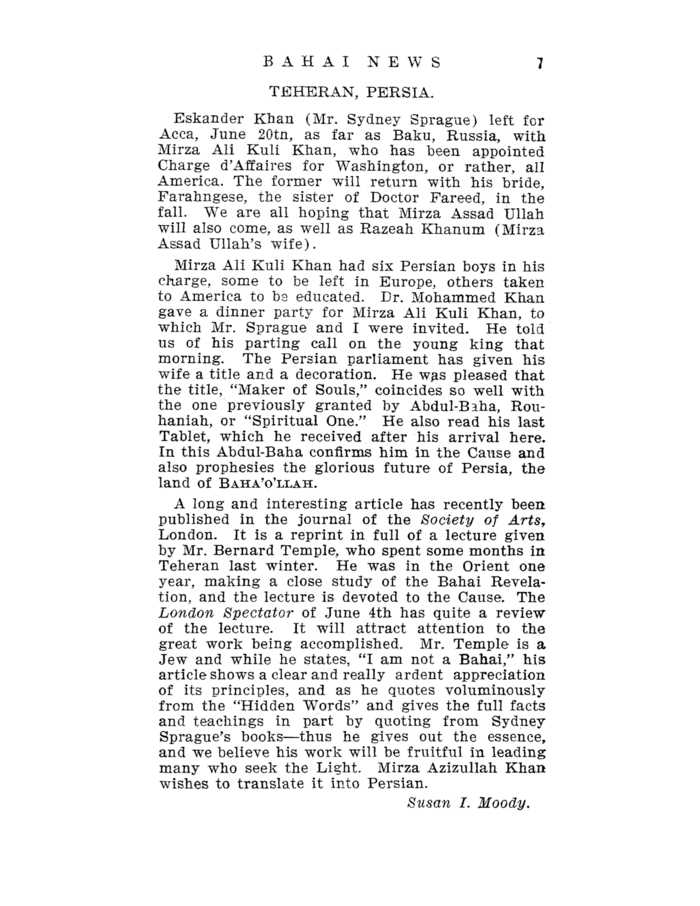 BAHAI NEWS 7
TEHERAN, PERSIA.
Eskander Khan (Mr. Sydney Sprague) left for
Acca, June 20tn, as far as Baku, Russia, with
Mirza Ali Kuli Khan, who has been appointed
Charge d'Affaires for Washington, or rather, all
America. The former will return with his bride,
Farahngese, the sister of Doctor Fareed, in the
fall. We are all hoping that Mirza Assad Ullah
will also come, as well as Razeah Khanum (Mirza
Assad Ullah's wife).
Mirza Ali Kuli Khan had six Persian boys in his
charge, some to be left in Europe, others taken
to America to be educated. Dr. Mohammed Khan
gave a dinner party for Mirza Ali Kuli Khan, to
which Mr. Sprague and I were invited. He told
us of his parting call on the young king that
morning. The Persian parliament has given his
wife a title and a decoration. He was pleased that
the title, "Maker of Souls," coincides so well with
the one previously granted by Abdul-Baha, Rou-
haniah, or "Spiritual One." He also read his last
Tablet, which he received after his arrival here.
In this Abdul-Baha confirms him in the Cause and
also prophesies the glorious future of Persia, the
land of BAHA'O'LLAH.
A long and interesting article has recently been
published in the journal of the Society of Arts,
London. It is a reprint in full of a lecture given
by Mr. Bernard Temple, who spent some months in
Teheran last winter. He was in the Orient one
year, making a close study of the Bahai Revela-
tion, and the lecture is devoted to the Cause. The
London Spectator of June 4th has quite a review
of the lecture. It will attract attention to the
great work being accomplished. Mr. Temple is a
Jew and while he states, "I am not a Bahai," his
article shows a clear and really ardent appreciation
of its principles, and as he quotes voluminously
from the "Hidden Words" and gives the full facts
and teachings in part by quoting from Sydney
Sprague's books—thus he gives out the essence,
and we believe his work will be fruitful in leading
many who seek the Light. Mirza Azizullah Khan
wishes to translate it into Persian.
Susan I. Moody.